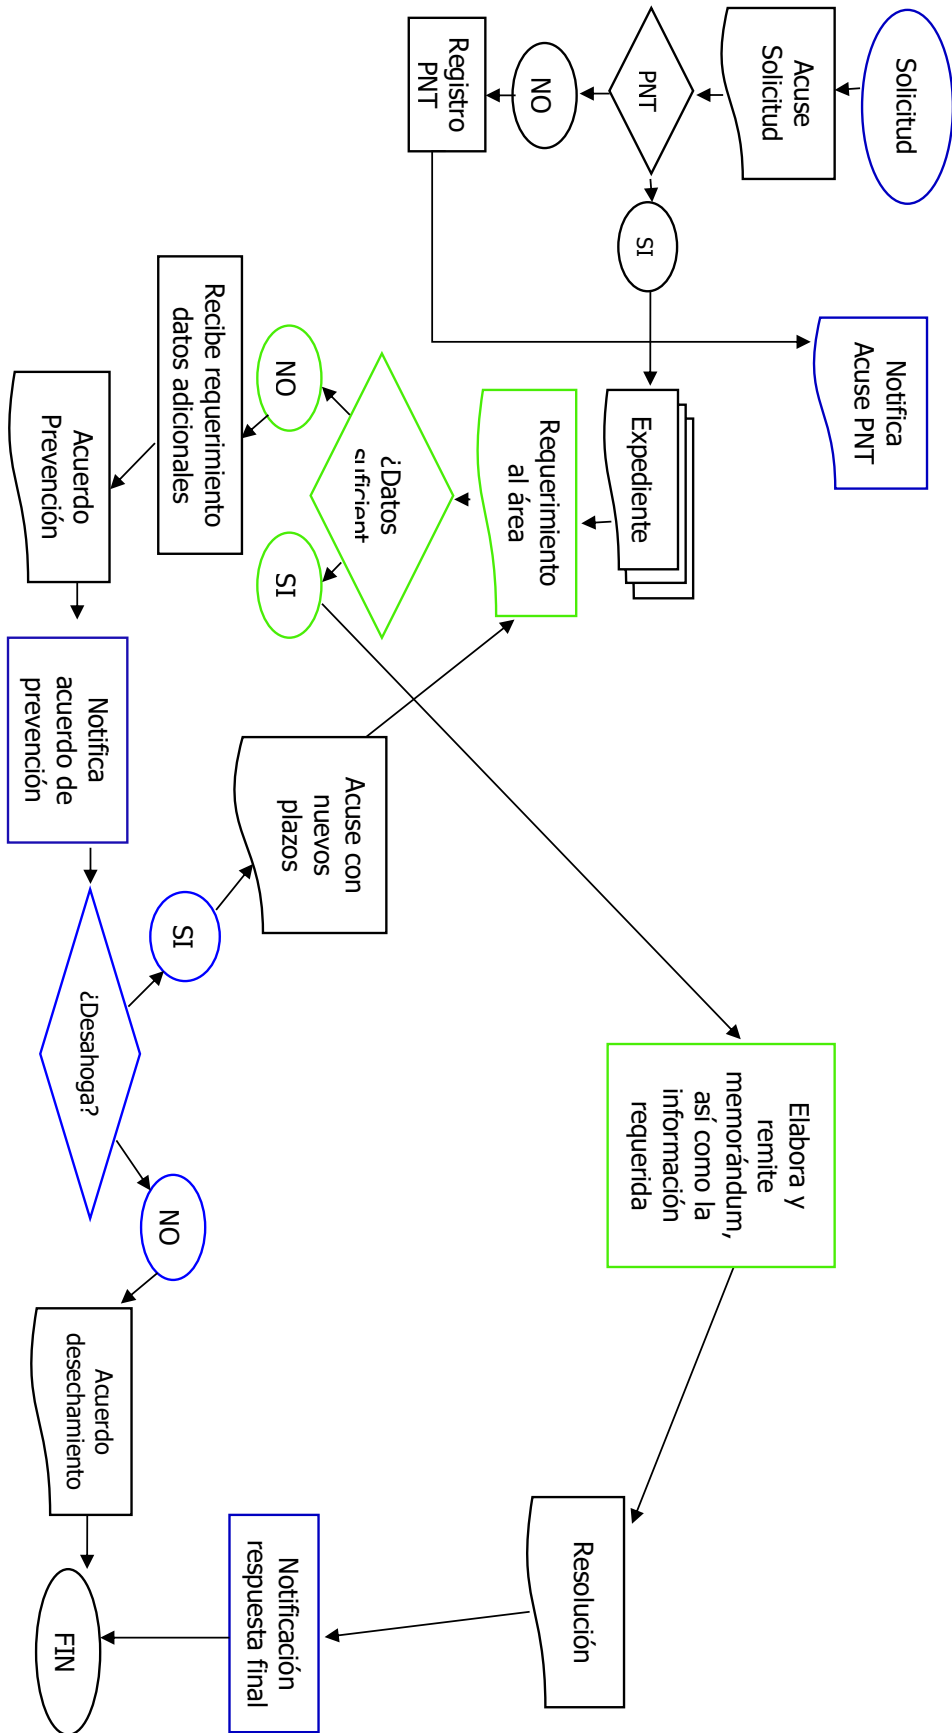 Solicitud
Acuse
Solicitud
PNT
NO
Registro
PNT
SI
Notifica
Acuse PNT
Expediente
Requerimiento
al área
¿Datos
suficient
NO
SI
Recibe requerimiento
datos adicionales
Acuerdo
Prevención
Notifica
acuerdo de
prevención
¿Desahoga?
SI
Acuse con
nuevos
plazos
NO
Acuerdo
desechamiento
Elabora y
remite
memorándum,
así como la
información
requerida
Resolución
Notificación
respuesta final
FIN